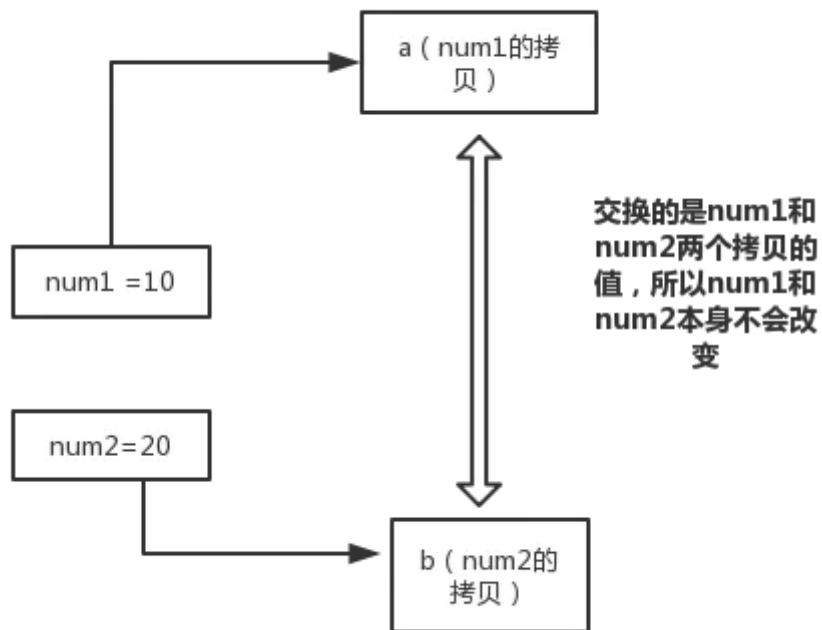 a（num1的拷
贝）
num1 =10
交换的是num1和
num2两个拷贝的
值，所以num1和
num2本身不会改
变
num2=20
b（num2的
拷贝）